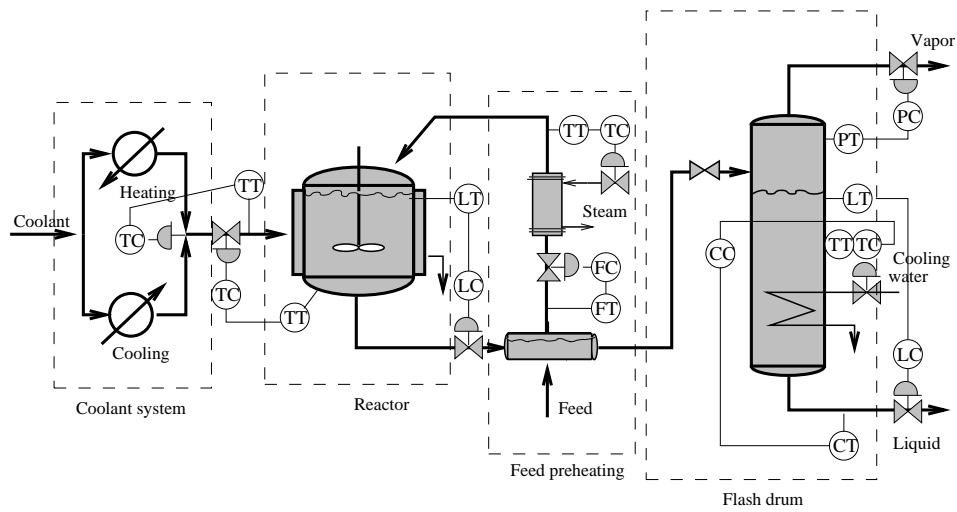 Vapor
PC
TT
TC
PT
Heating
TT
LT
Steam
LT
Coolant
TC
CC
TT
TC
Cooling
water
FC
TC
TT
LC
FT
Cooling
LC
Coolant system
Reactor
Feed
CT
Liquid
Feed preheating
Flash drum